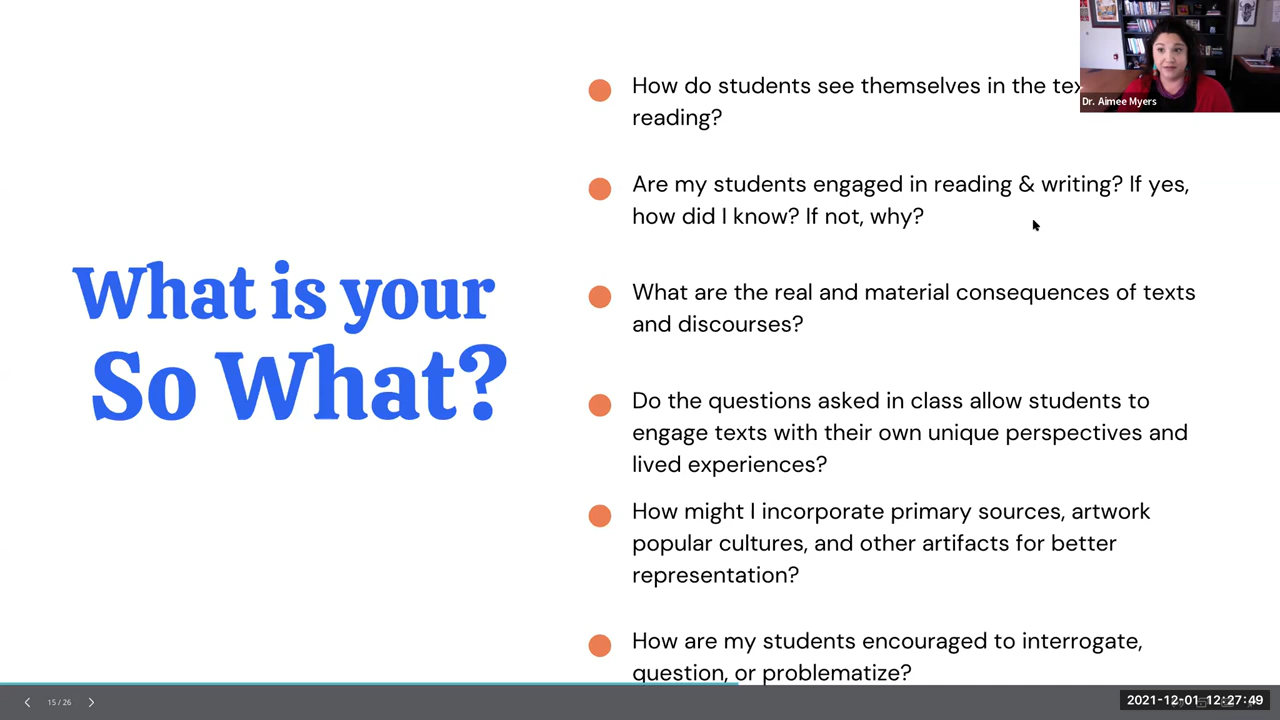 What is your
So What?
How do students see themselves in the
reading?
Are my students engaged in reading & writing? If yes,
how did I know? If not, why?
What are the real and material consequences of texts
and discourses?
Do the questions asked in class allow students to
engage texts with their own unique perspectives and
lived experiences?
How might I incorporate primary sources, artwork
popular cultures, and other artifacts for better
representation?
How are my students encouraged to interrogate,
question, or problematize?
Dr. Aimee Myers
15 / 26
2021-12-01 12:27:49